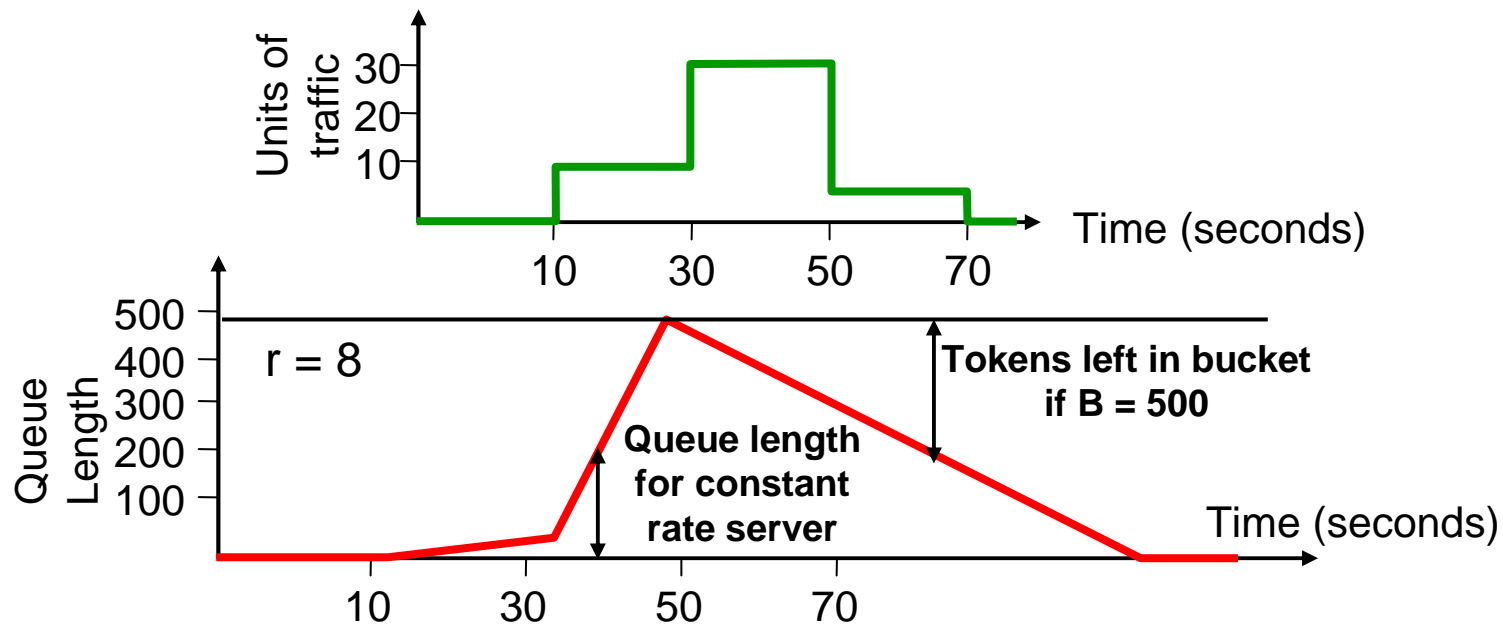 Units of
traffic
30
20
10
10
30
50
70
Time (seconds)
Queue
Length
500
400
300
200
100
r = 8
Tokens left in bucket
if B = 500
Queue length
for constant
rate server
Time (seconds)
10
30
50
70